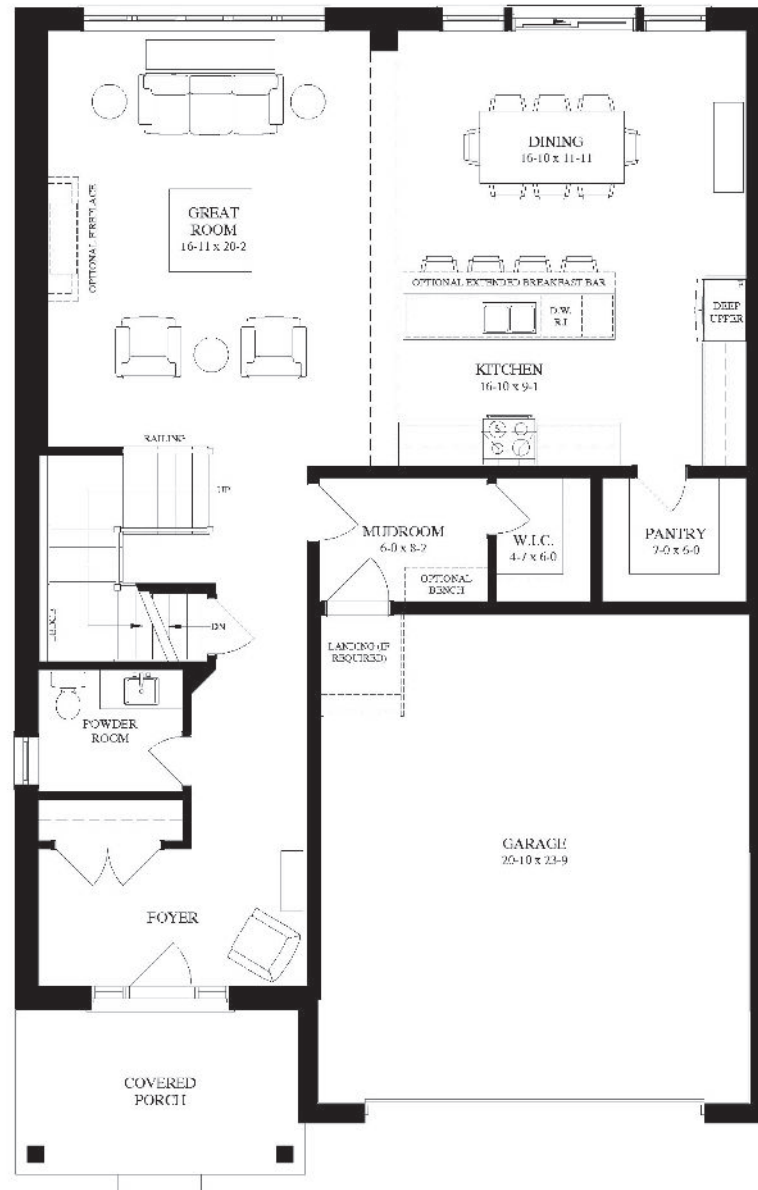 DINING
16-10 x 11-11
GREAT
ROOM
16-11 x 20-2
OPTIONAL FIREPLACE
OPTIONAL EXTENDED BREAKFAST BAR
D.W.
R.I.
DEEP
UPPER
KITCHEN
16-10 x 9-1
RAILING
UP
MUDROOM
6-0 x 8-2
W.I.C.
4-7 x 6-0
PANTRY
7-0 x 6-0
OPTIONAL
BENCH
LEDGE
DN
LANDING (IF
REQUIRED)
POWDER
ROOM
GARAGE
20-10 x 23-9
FOYER
COVERED
PORCH